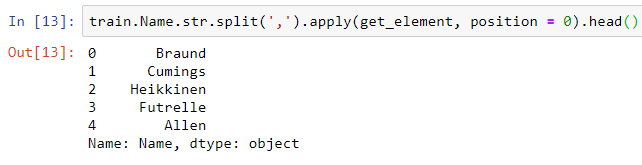 In [13]: train.Name.str.split(',').apply(get_element, position = 0).head()
Out[13]: 0 Braund
1 Cumings
2 Heikkinen
3 Futrelle
4 Allen
Name: Name, dtype: object